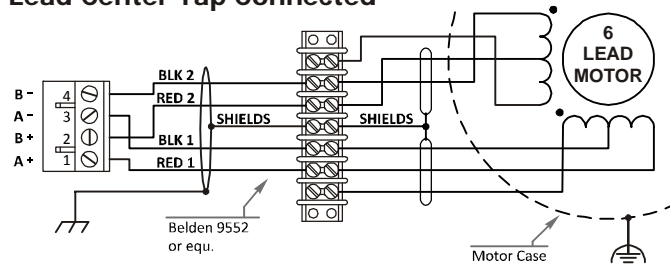 Lead Center Tap Connected
6
LEAD
MOTOR
BLK 2
B- 4
RED 2
A- 3
SHIELDS SHIELDS
B+ 2
BLK 1
A+ 1
RED 1
Belden 9552
or equ.
Motor Case